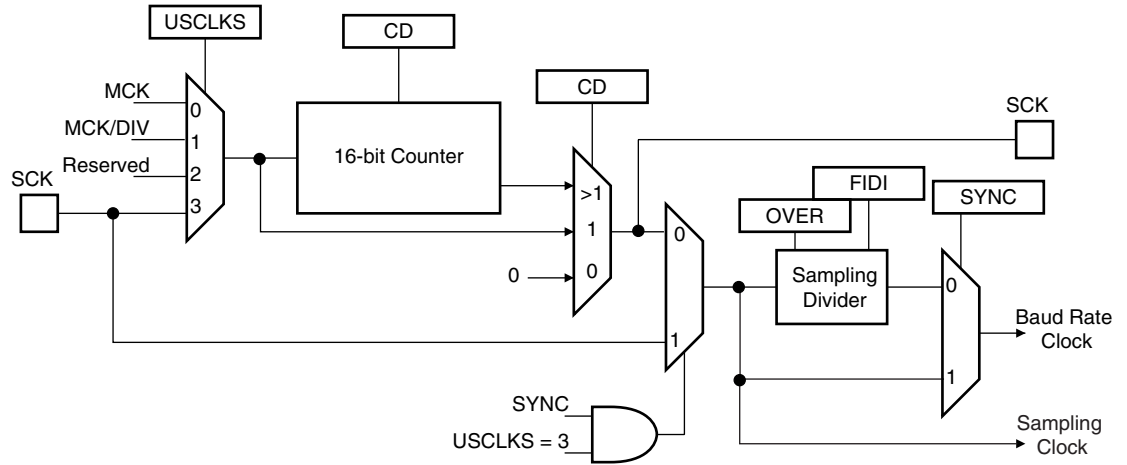 USCLKS
CD
CD
MCK
0
MCK/DIV
1
Reserved
2
SCK
3
16-bit Counter
>1
1
0
0
SCK
FIDI
OVER
SYNC
0
1
Sampling
Divider
0
1
Baud Rate
Clock
SYNC
USCLKS = 3
Sampling
Clock